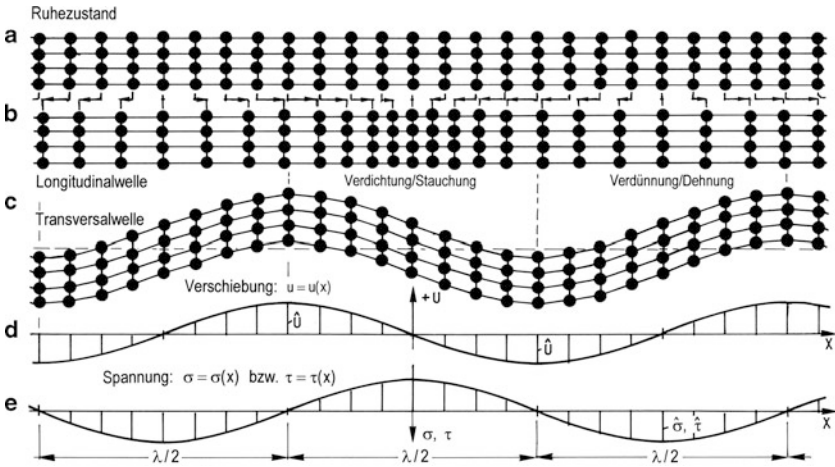 Ruhezustand
a
b
Longitudinalwelle
Verdichtung/Stauchung
Verdünnung/Dehnung
c
Transversalwelle
Verschiebung: u = u(x)
+U
d
Û
Û
X
Spannung: σ = σ(x) bzw. τ = τ(x)
e
σ̂, τ̂
X
σ, τ
λ/2
λ/2
λ/2